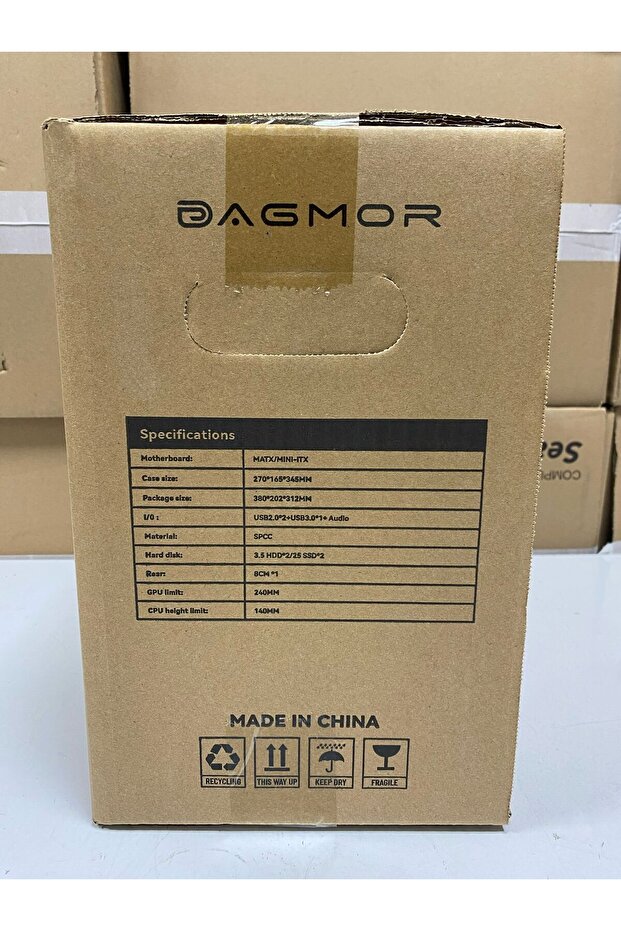 DAGMOR
Specifications
Motherboard: MATX/MINI-ITX
Case size: 270*165*345MM
Package size: 380*202*312MM
I/O : USB2.0*2+USB3.0*1+ Audio
Material: SPCC
Hard disk: 3.5 HDD*2/25 SSD*2
Rear: 8CM *1
GPU limit: 240MM
CPU height limit: 140MM
MADE IN CHINA
RECYCLING THIS WAY UP KEEP DRY FRAGILE